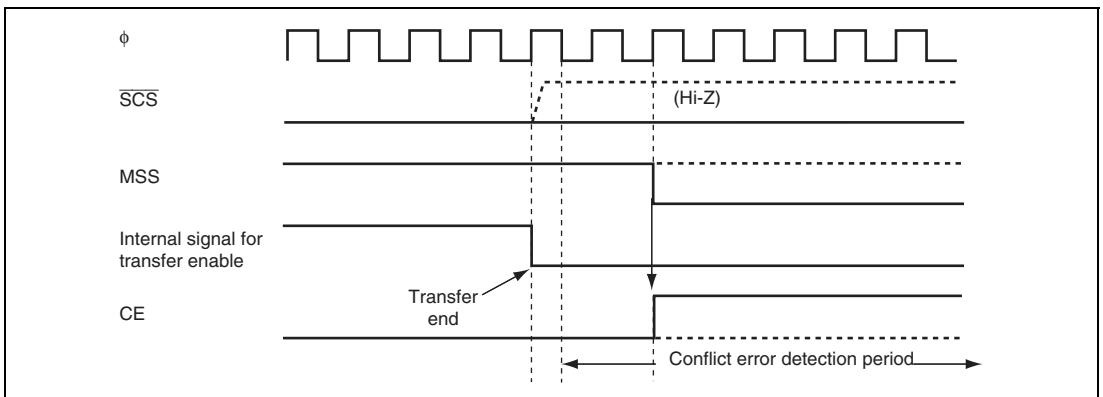 ϕ
SCS
(Hi-Z)
MSS
Internal signal for
transfer enable
Transfer
end
CE
Conflict error detection period